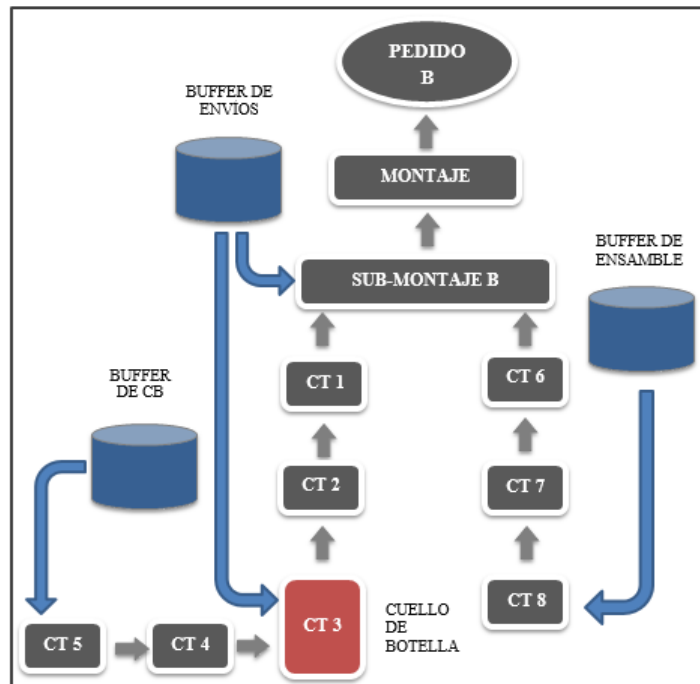 PEDIDO
B
BUFFER DE
ENVÍOS
MONTAJE
BUFFER DE
ENSAMBLE
SUB-MONTAJE B
BUFFER
DE CB
CT 1
CT 6
CT 2
CT 7
CT 3
CUELLO
DE
BOTELLA
CT 8
CT 5
CT 4